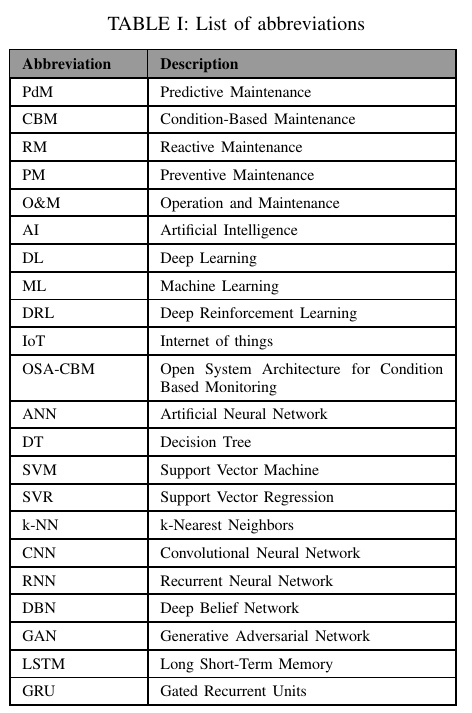 TABLE I: List of abbreviations
Abbreviation Description
PdM Predictive Maintenance
CBM Condition-Based Maintenance
RM Reactive Maintenance
PM Preventive Maintenance
O&M Operation and Maintenance
AI Artificial Intelligence
DL Deep Learning
ML Machine Learning
DRL Deep Reinforcement Learning
IoT Internet of things
OSA-CBM Open System Architecture for Condition
Based Monitoring
ANN Artificial Neural Network
DT Decision Tree
SVM Support Vector Machine
SVR Support Vector Regression
k-NN k-Nearest Neighbors
CNN Convolutional Neural Network
RNN Recurrent Neural Network
DBN Deep Belief Network
GAN Generative Adversarial Network
LSTM Long Short-Term Memory
GRU Gated Recurrent Units